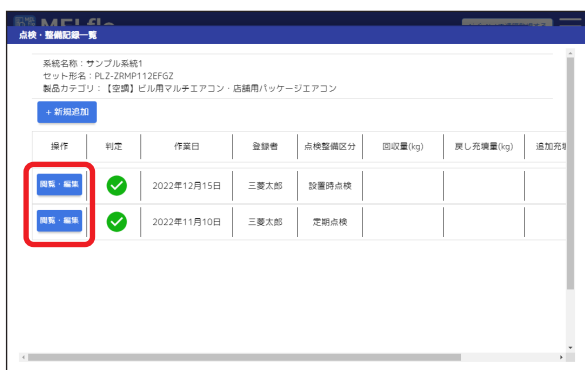 点検・整備記録一覧
系統名称：サンプル系統1
セット形名：PLZ-ZRMP112EFGZ
製品カテゴリ：【空調】ビル用マルチエアコン・店舗用パッケージエアコン
+ 新規追加
操作 判定 作業日 登録者 点検整備区分 回収量(kg) 戻し充填量(kg) 追加充填
閲覧・編集 2022年12月15日 三菱太郎 設置時点検
閲覧・編集 2022年11月10日 三菱太郎 定期点検